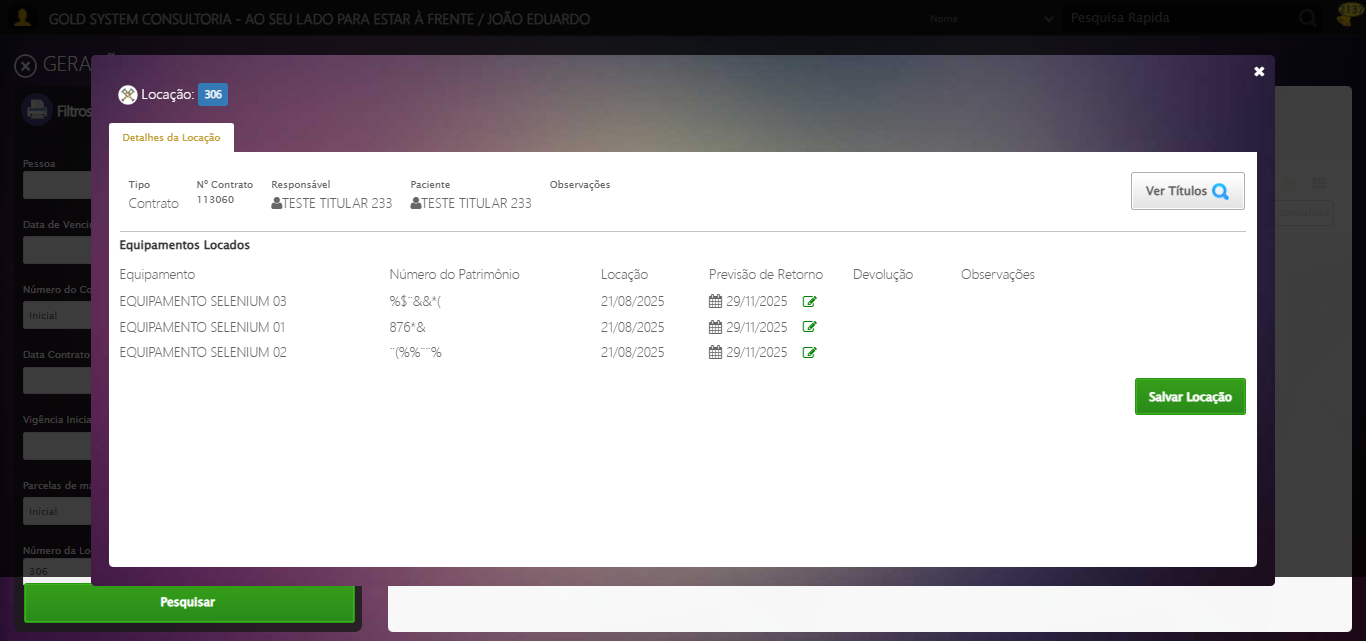 GOLD SYSTEM CONSULTORIA - AO SEU LADO PARA ESTAR À FRENTE / JOÃO EDUARDO
Nome
Pesquisa Rapida
2132
GERA
Filtros
Locação: 306
Detalhes da Locação
Pessoa
Tipo
Nº Contrato
Responsável
Paciente
Observações
Contrato
113060
TESTE TITULAR 233
TESTE TITULAR 233
Ver Títulos
Cancelado
Data de Venci
Equipamentos Locados
Equipamento Número do Patrimônio Locação Previsão de Retorno Devolução Observações
Número do Co
Inicial
EQUIPAMENTO SELENIUM 03 %$¨&&*( 21/08/2025 29/11/2025
EQUIPAMENTO SELENIUM 01 876*& 21/08/2025 29/11/2025
EQUIPAMENTO SELENIUM 02 ¨(%%¨¨% 21/08/2025 29/11/2025
Data Contrato
Salvar Locação
Vigência Inicia
Parcelas de ma
Inicial
Número da Lo
306
Pesquisar